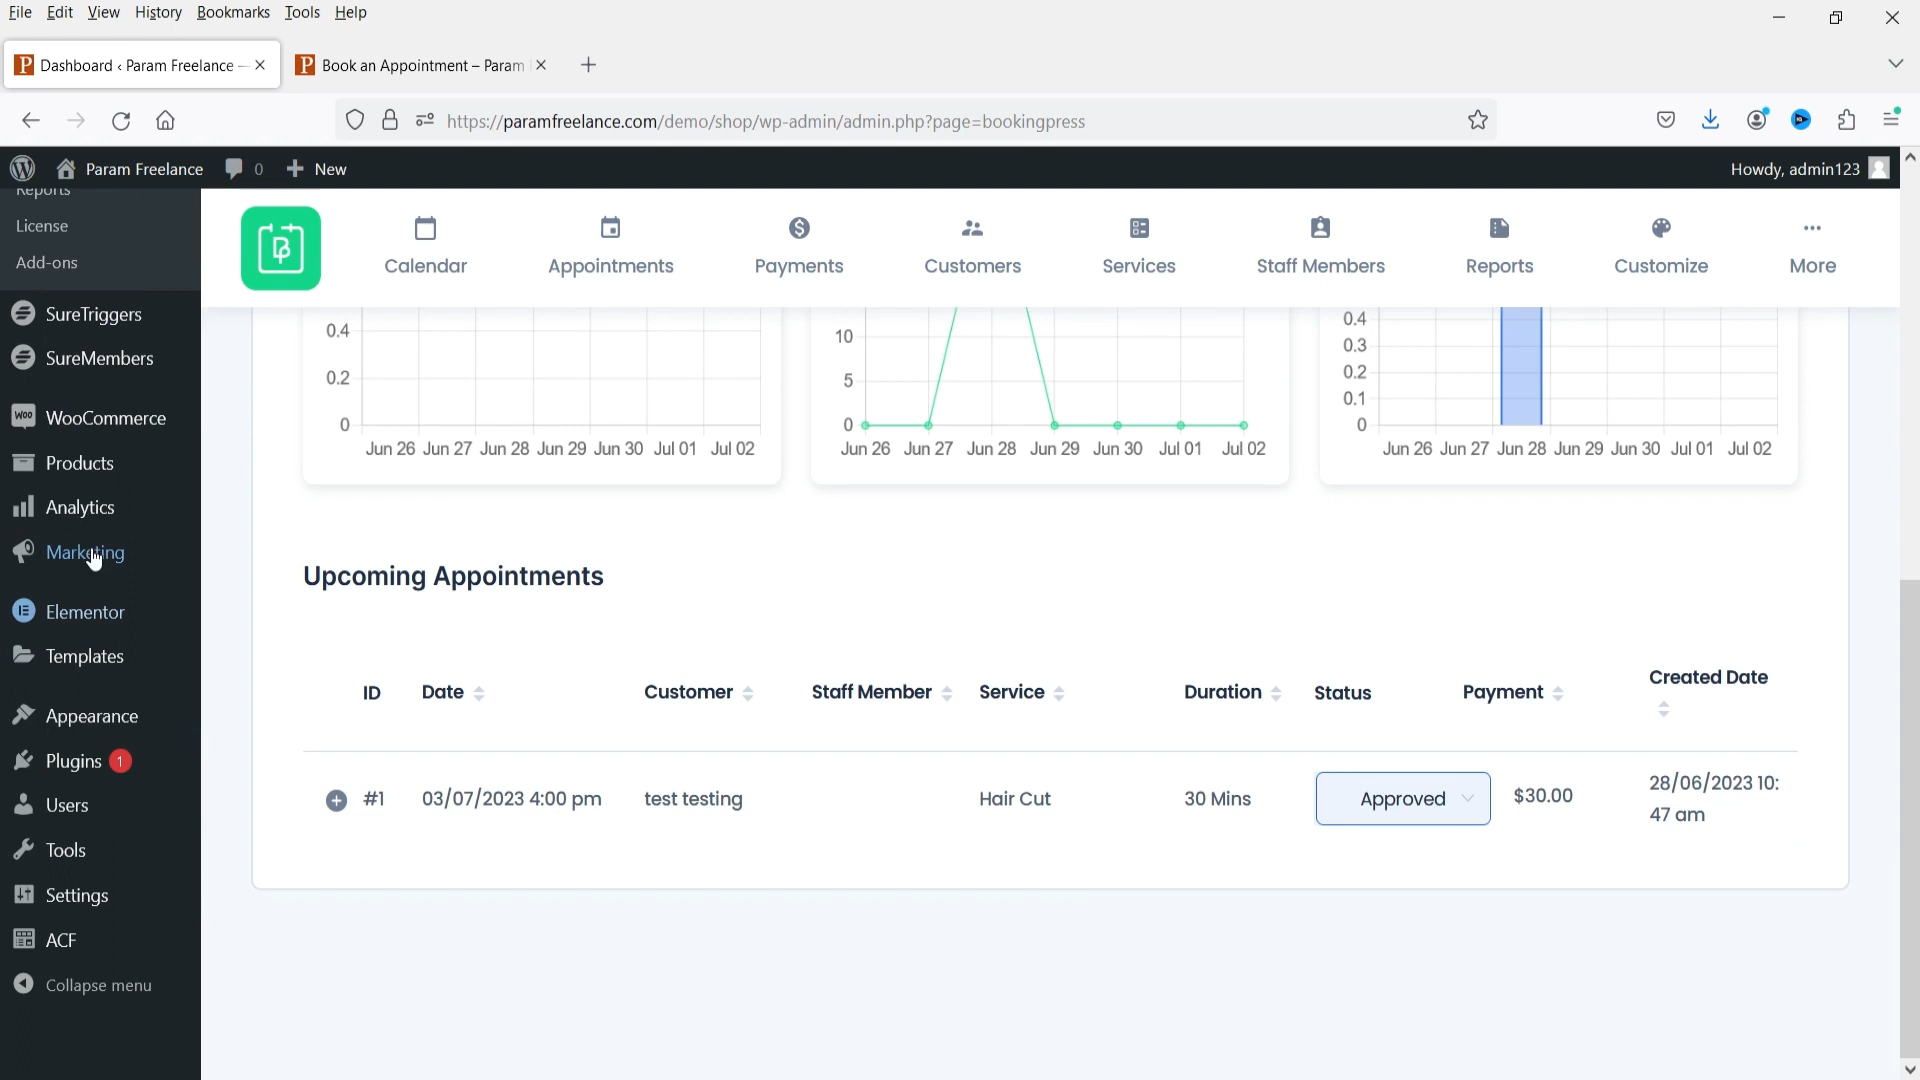 File Edit View History Bookmarks Tools Help
Dashboard ‹ Param Freelance —
Book an Appointment – Param
https://paramfreelance.com/demo/shop/wp-admin/admin.php?page=bookingpress
Param Freelance 0 New Howdy, admin123
Reports
License
Add-ons
SureTriggers
SureMembers
WooCommerce
Products
Analytics
Marketing
Elementor
Templates
Appearance
Plugins 1
Users
Tools
Settings
ACF
Collapse menu
Calendar Appointments Payments Customers Services Staff Members Reports Customize More
0.4
0.2
0
Jun 26 Jun 27 Jun 28 Jun 29 Jun 30 Jul 01 Jul 02
10
5
0
Jun 26 Jun 27 Jun 28 Jun 29 Jun 30 Jul 01 Jul 02
0.4
0.3
0.2
0.1
0
Jun 26 Jun 27 Jun 28 Jun 29 Jun 30 Jul 01 Jul 02
Upcoming Appointments
ID Date Customer Staff Member Service Duration Status Payment Created Date
#1 03/07/2023 4:00 pm test testing Hair Cut 30 Mins Approved $30.00 28/06/2023 10:
47 am